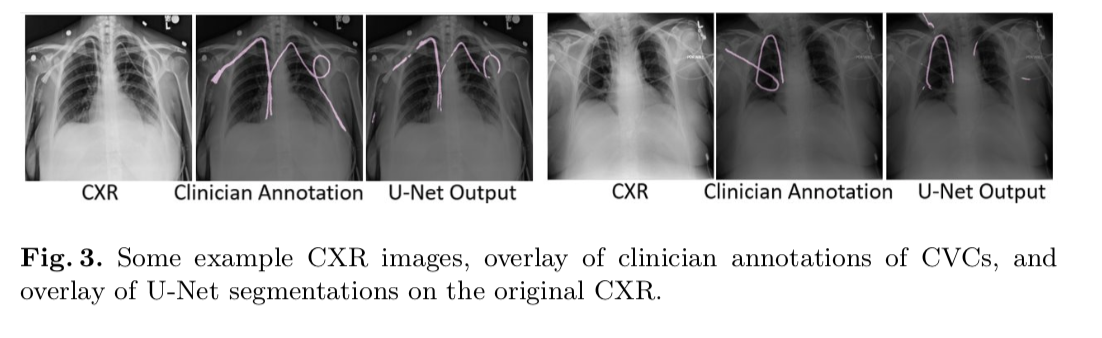 CXR Clinician Annotation U-Net Output CXR Clinician Annotation U-Net Output
Fig. 3. Some example CXR images, overlay of clinician annotations of CVCs, and
overlay of U-Net segmentations on the original CXR.